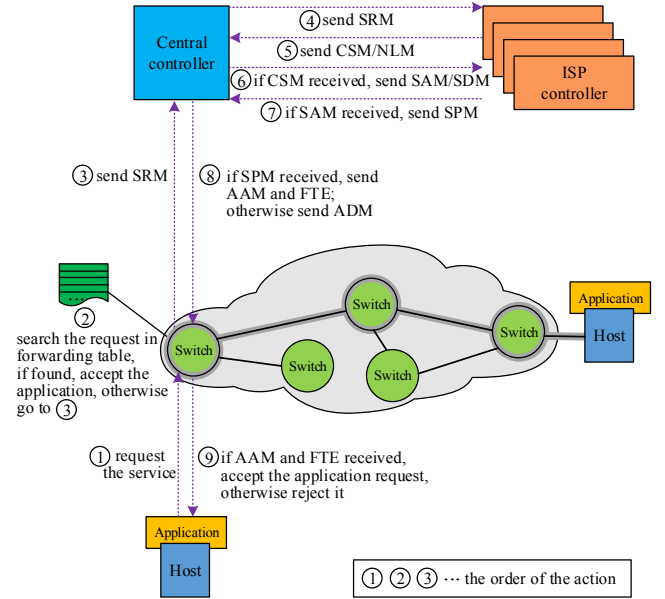 ④ send SRM
Central
controller
⑤ send CSM/NLM
⑥ if CSM received, send SAM/SDM
ISP
controller
⑦ if SAM received, send SPM
③ send SRM
⑧ if SPM received, send
AAM and FTE;
otherwise send ADM
...
②
search the request in
forwarding table,
if found, accept the
application, otherwise
go to ③
Switch
Switch
Switch
Switch
Switch
Application
Host
① request
the service
⑨ if AAM and FTE received,
accept the application request,
otherwise reject it
Application
Host
① ② ③ ··· the order of the action